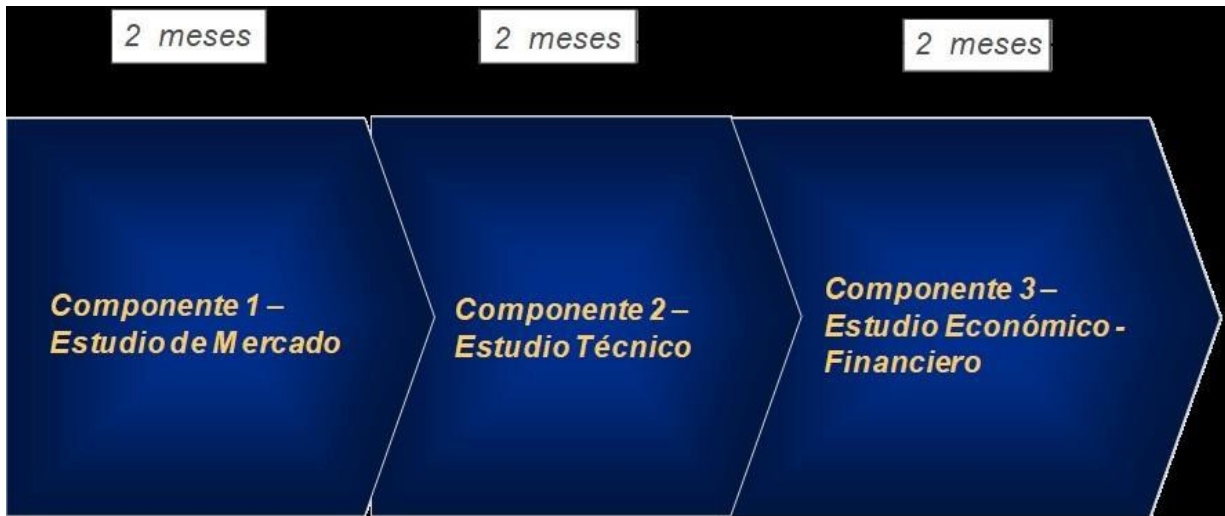 2 meses
2 meses
2 meses
Componente 1 –
Estudio de Mercado
Componente 2 –
Estudio Técnico
Componente 3 –
Estudio Económico -
Financiero